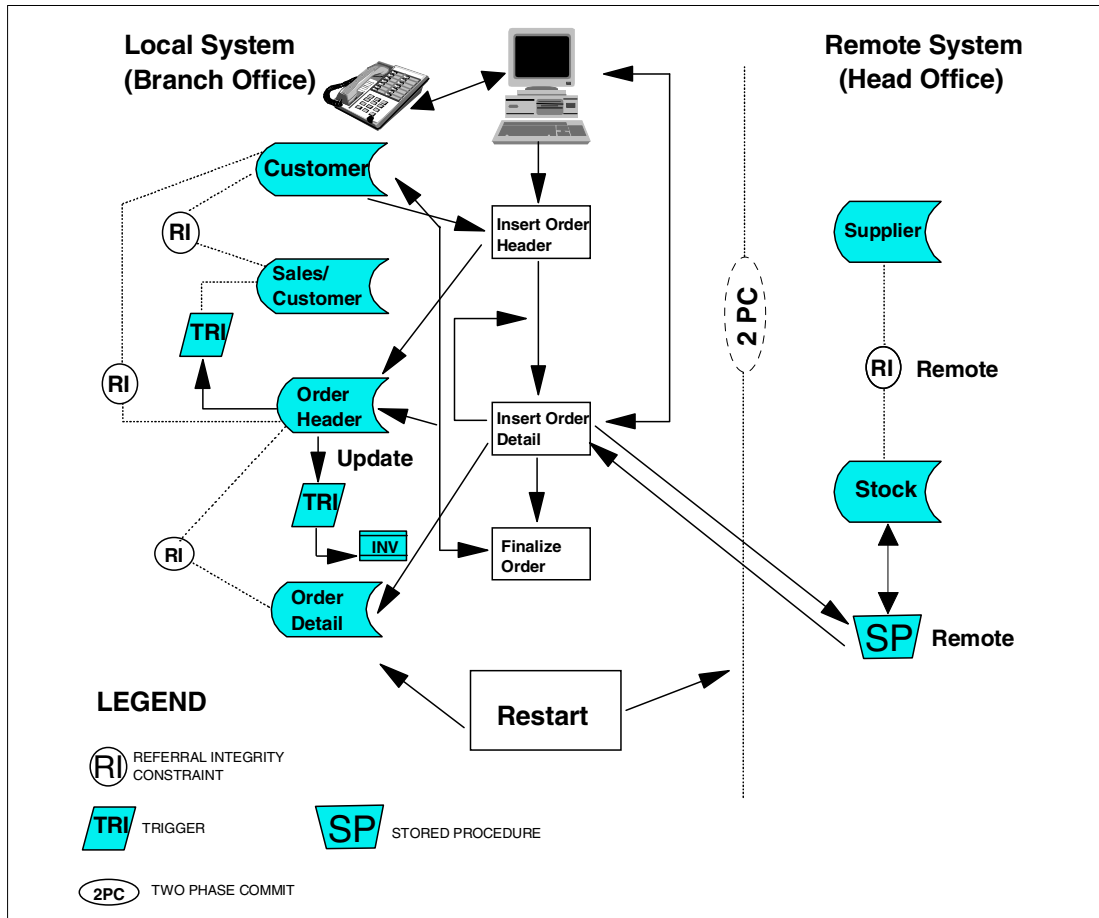 Local System
(Branch Office)
Remote System
(Head Office)
Customer
Insert Order
Header
RI
Supplier
Sales/
Customer
2 PC
TRI
RI
RI
Remote
Order
Header
Insert Order
Detail
Update
Stock
TRI
INV
Finalize
Order
RI
Order
Detail
SP
Remote
Restart
LEGEND
RI
REFERRAL INTEGRITY
CONSTRAINT
TRI
TRIGGER
SP
STORED PROCEDURE
2PC
TWO PHASE COMMIT